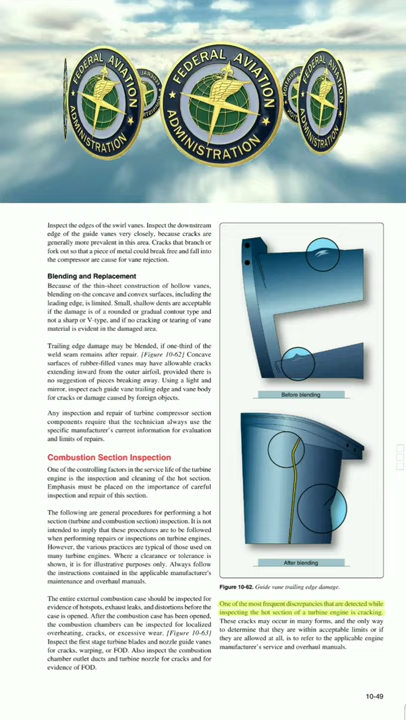 FEDERAL AVIATION
ADMINISTRATION
FEDERAL AVIATION
ADMINISTRATION
FEDERAL AVIATION
ADMINISTRATION
Inspect the edges of the swirl vanes. Inspect the downstream
edge of the guide vanes very closely, because cracks are
generally more prevalent in this area. Cracks that branch or
fork out so that a piece of metal could break free and fall into
the compressor are cause for vane rejection.
Blending and Replacement
Because of the thin-sheet construction of hollow vanes,
blending on the concave and convex surfaces, including the
leading edge, is limited. Small, shallow dents are acceptable
if the damage is of a rounded or gradual contour type and
not a sharp or V-type, and if no cracking or tearing of vane
material is evident in the damaged area.
Trailing edge damage may be blended, if one-third of the
weld seam remains after repair. [Figure 10-62] Concave
surfaces of rubber-filled vanes may have allowable cracks
extending inward from the outer airfoil, provided there is
no suggestion of pieces breaking away. Using a light and
mirror, inspect each guide vane trailing edge and vane body
for cracks or damage caused by foreign objects.
Any inspection and repair of turbine compressor section
components require that the technician always use the
specific manufacturer's current information for evaluation
and limits of repairs.
Combustion Section Inspection
One of the controlling factors in the service life of the turbine
engine is the inspection and cleaning of the hot section.
Emphasis must be placed on the importance of careful
inspection and repair of this section.
The following are general procedures for performing a hot
section (turbine and combustion section) inspection. It is not
intended to imply that these procedures are to be followed
when performing repairs or inspections on turbine engines.
However, the various practices are typical of those used on
many turbine engines. Where a clearance or tolerance is
shown, it is for illustrative purposes only. Always follow
the instructions contained in the applicable manufacturer's
maintenance and overhaul manuals.
The entire external combustion case should be inspected for
evidence of hotspots, exhaust leaks, and distortions before the
case is opened. After the combustion case has been opened,
the combustion chambers can be inspected for localized
overheating, cracks, or excessive wear. [Figure 10-63]
Inspect the first stage turbine blades and nozzle guide vanes
for cracks, warping, or FOD. Also inspect the combustion
chamber outlet ducts and turbine nozzle for cracks and for
evidence of FOD.
Before blending
After blending
Figure 10-62. Guide vane trailing edge damage.
One of the most frequent discrepancies that are detected while
inspecting the hot section of a turbine engine is cracking.
These cracks may occur in many forms, and the only way
to determine that they are within acceptable limits or if
they are allowed at all, is to refer to the applicable engine
manufacturer's service and overhaul manuals.
10-49